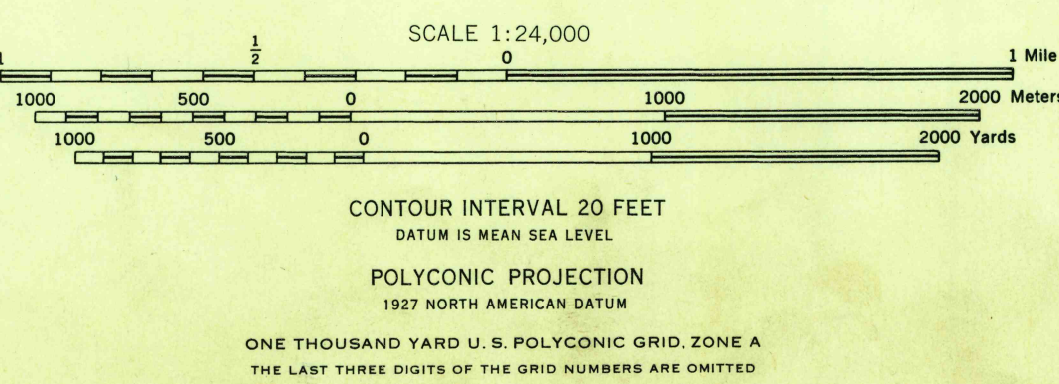 SCALE 1:24,000
1 1/2 0 1 Mile
1000 500 0 1000 2000 Meters
1000 500 0 1000 2000 Yards
CONTOUR INTERVAL 20 FEET
DATUM IS MEAN SEA LEVEL
POLYCONIC PROJECTION
1927 NORTH AMERICAN DATUM
ONE THOUSAND YARD U. S. POLYCONIC GRID, ZONE A
THE LAST THREE DIGITS OF THE GRID NUMBERS ARE OMITTED